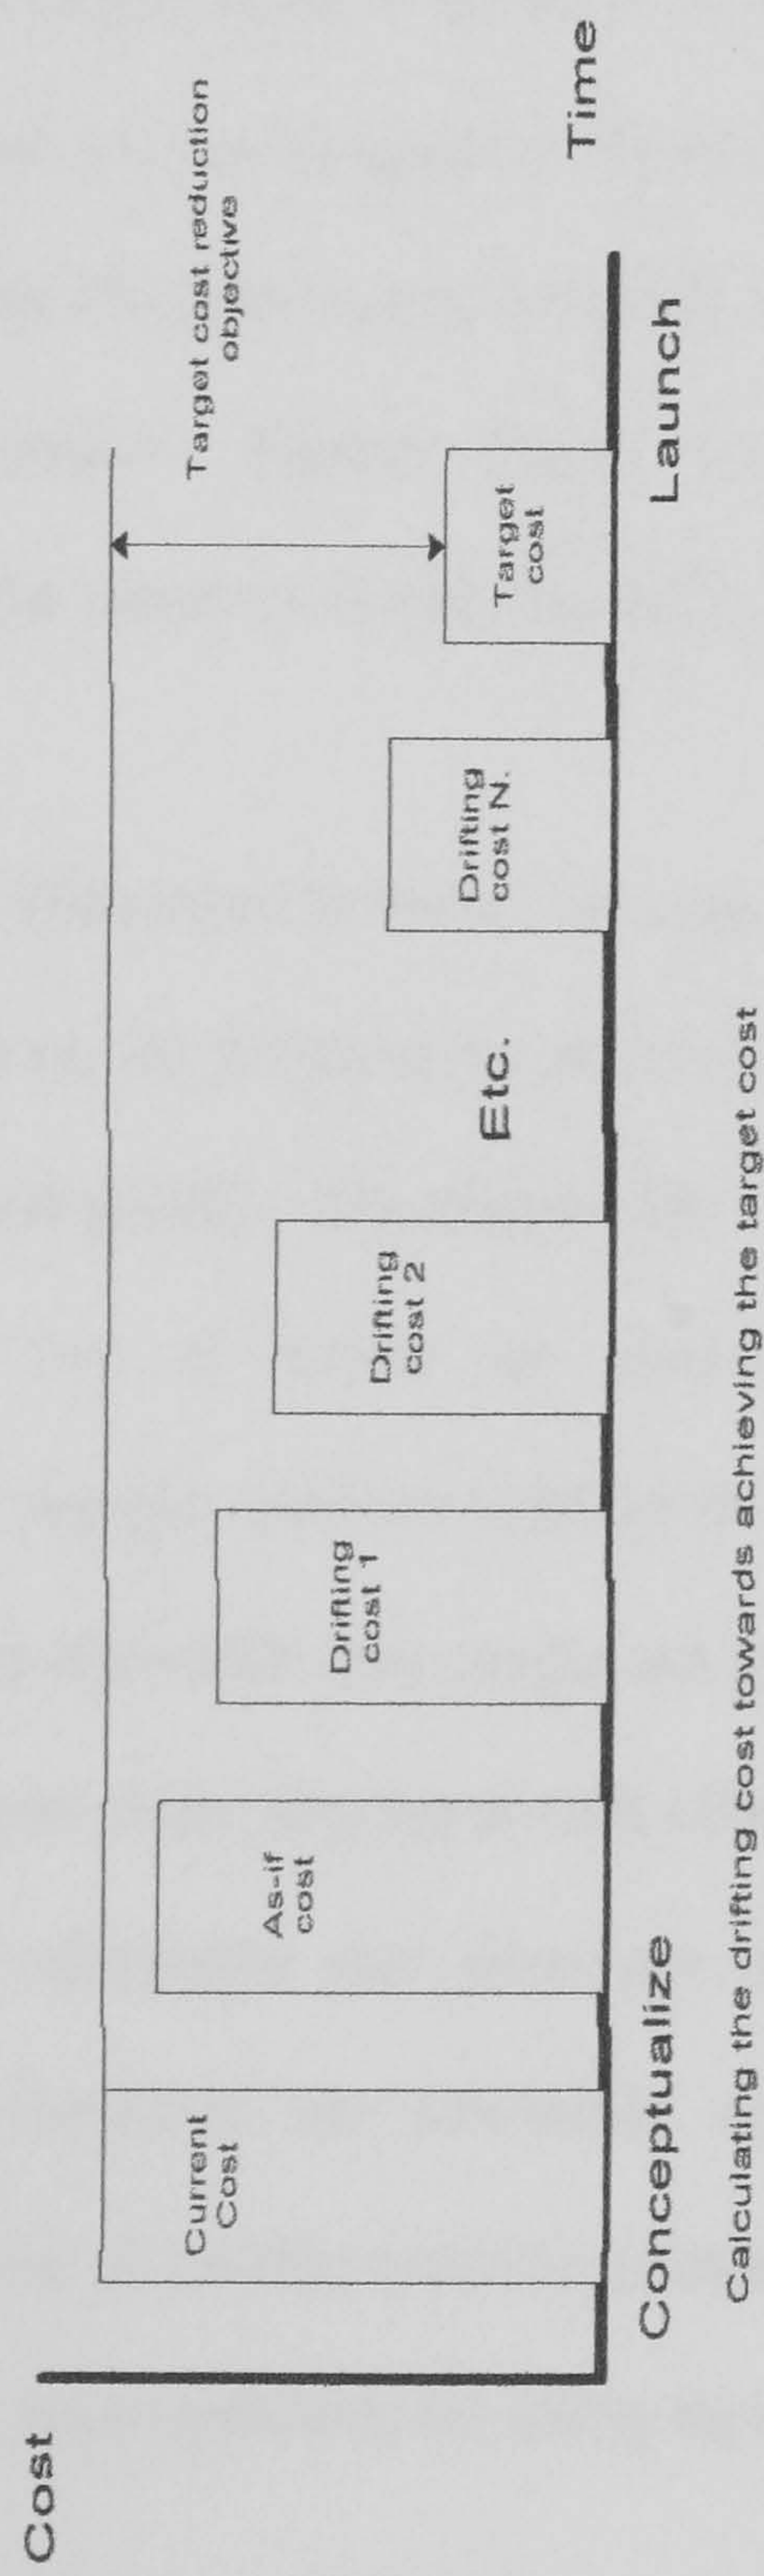 Cost
Target cost reduction
objective
Current
Cost
As-if
cost
Drifting
cost 1
Drifting
cost 2
Etc.
Drifting
cost N.
Target
cost
Time
Conceptualize
Launch
Calculating the drifting cost towards achieving the target cost